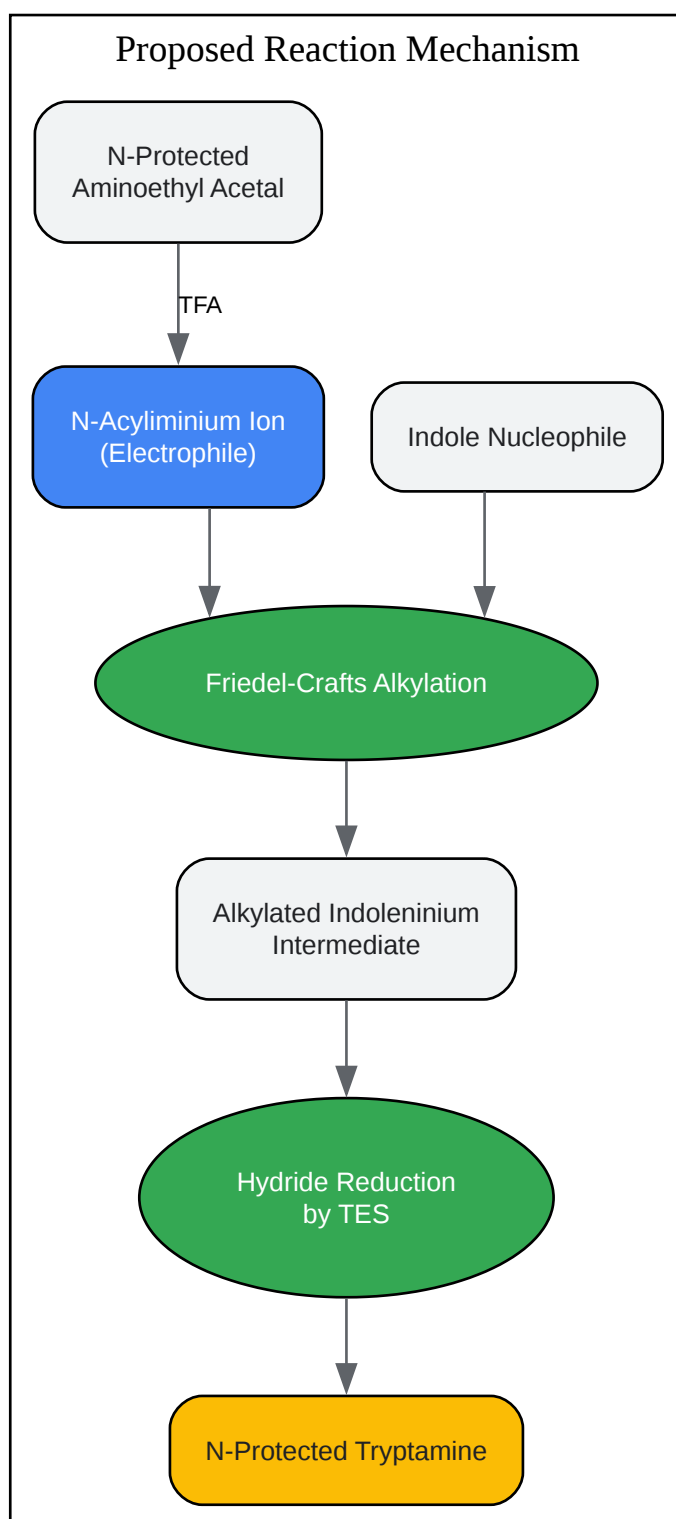 Proposed Reaction Mechanism
N-Protected
Aminoethyl Acetal
TFA
N-Acyliminium Ion
(Electrophile)
Indole Nucleophile
Friedel-Crafts Alkylation
Alkylated Indoleninium
Intermediate
Hydride Reduction
by TES
N-Protected Tryptamine